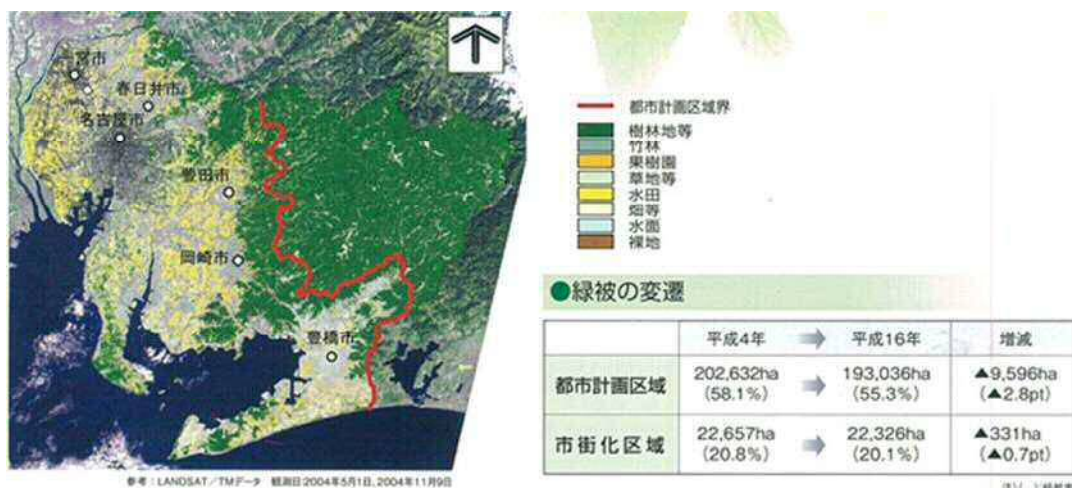 一宮市
春日井市
名古屋市
豊田市
岡崎市
豊橋市
参考：LANDSAT／TMデータ 観測日:2004年5月1日、2004年11月9日
都市計画区域界
樹林地等
竹林
果樹園
草地等
水田
畑等
水面
裸地
●緑被の変遷
平成4年 平成16年 増減
都市計画区域 202,632ha (58.1%) 193,036ha (55.3%) ▲9,596ha (▲2.8pt)
市街化区域 22,657ha (20.8%) 22,326ha (20.1%) ▲331ha (▲0.7pt)